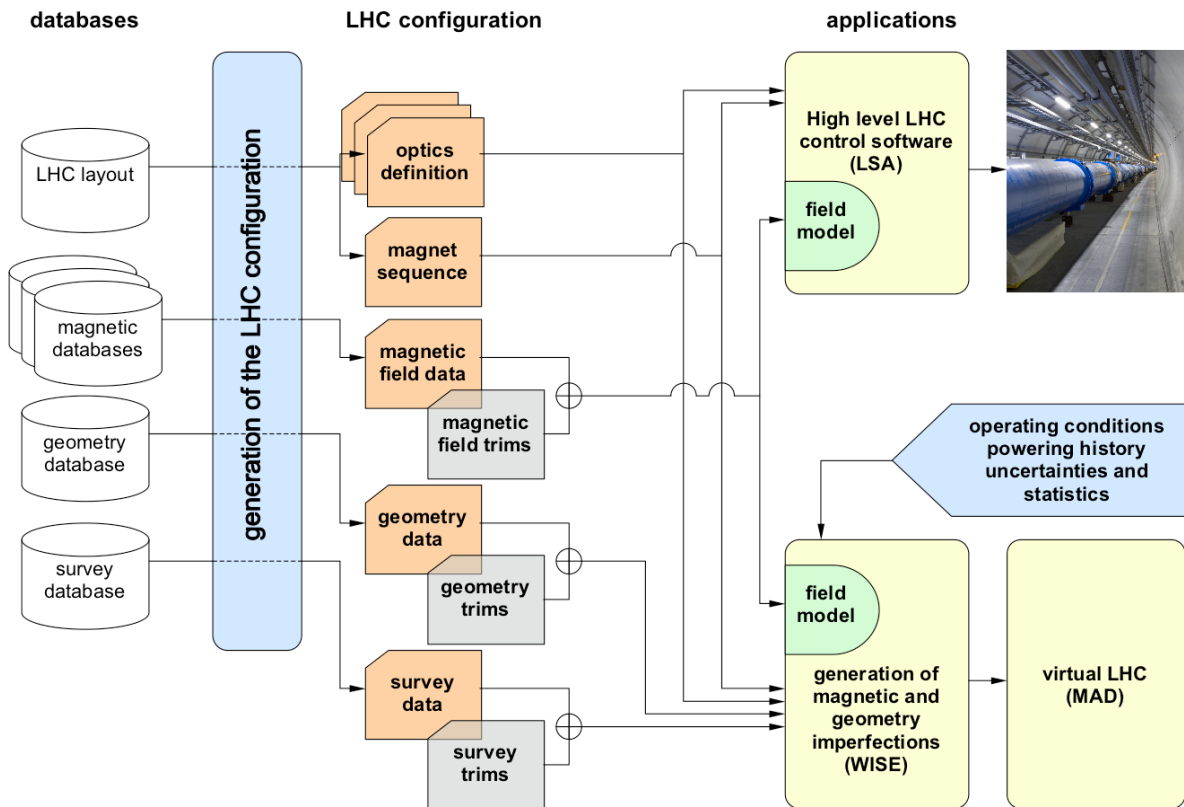 databases
LHC configuration
applications
LHC layout
magnetic
databases
geometry
database
survey
database
generation of the LHC configuration
optics
definition
magnet
sequence
magnetic
field data
magnetic
field trims
geometry
data
geometry
trims
survey
data
survey
trims
High level LHC
control software
(LSA)
field
model
operating conditions
powering history
uncertainties and
statistics
field
model
generation of
magnetic and
geometry
imperfections
(WISE)
virtual LHC
(MAD)